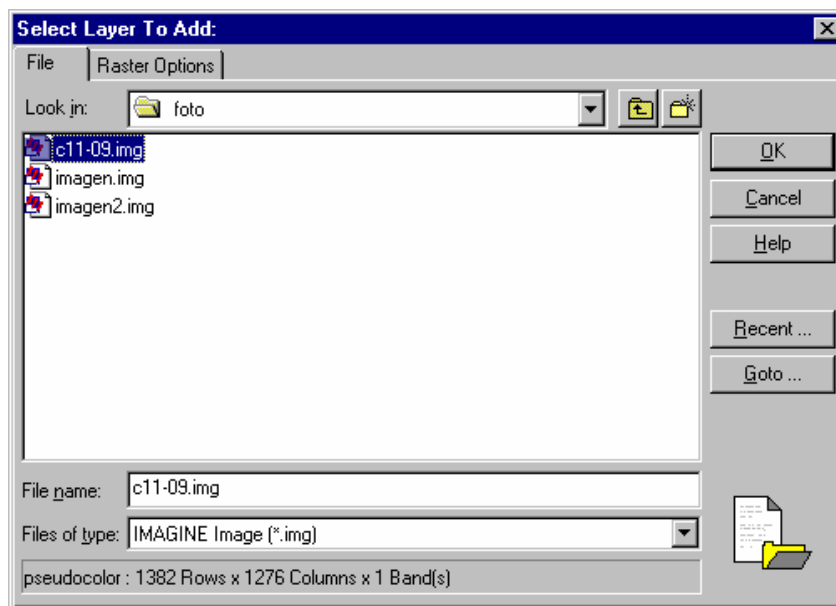 Select Layer To Add:
File Raster Options
Look in: foto
c11-09.img
imagen.img
imagen2.img
OK
Cancel
Help
Recent ...
Goto ...
File name: c11-09.img
Files of type: IMAGINE Image (*.img)
pseudocolor : 1382 Rows x 1276 Columns x 1 Band(s)